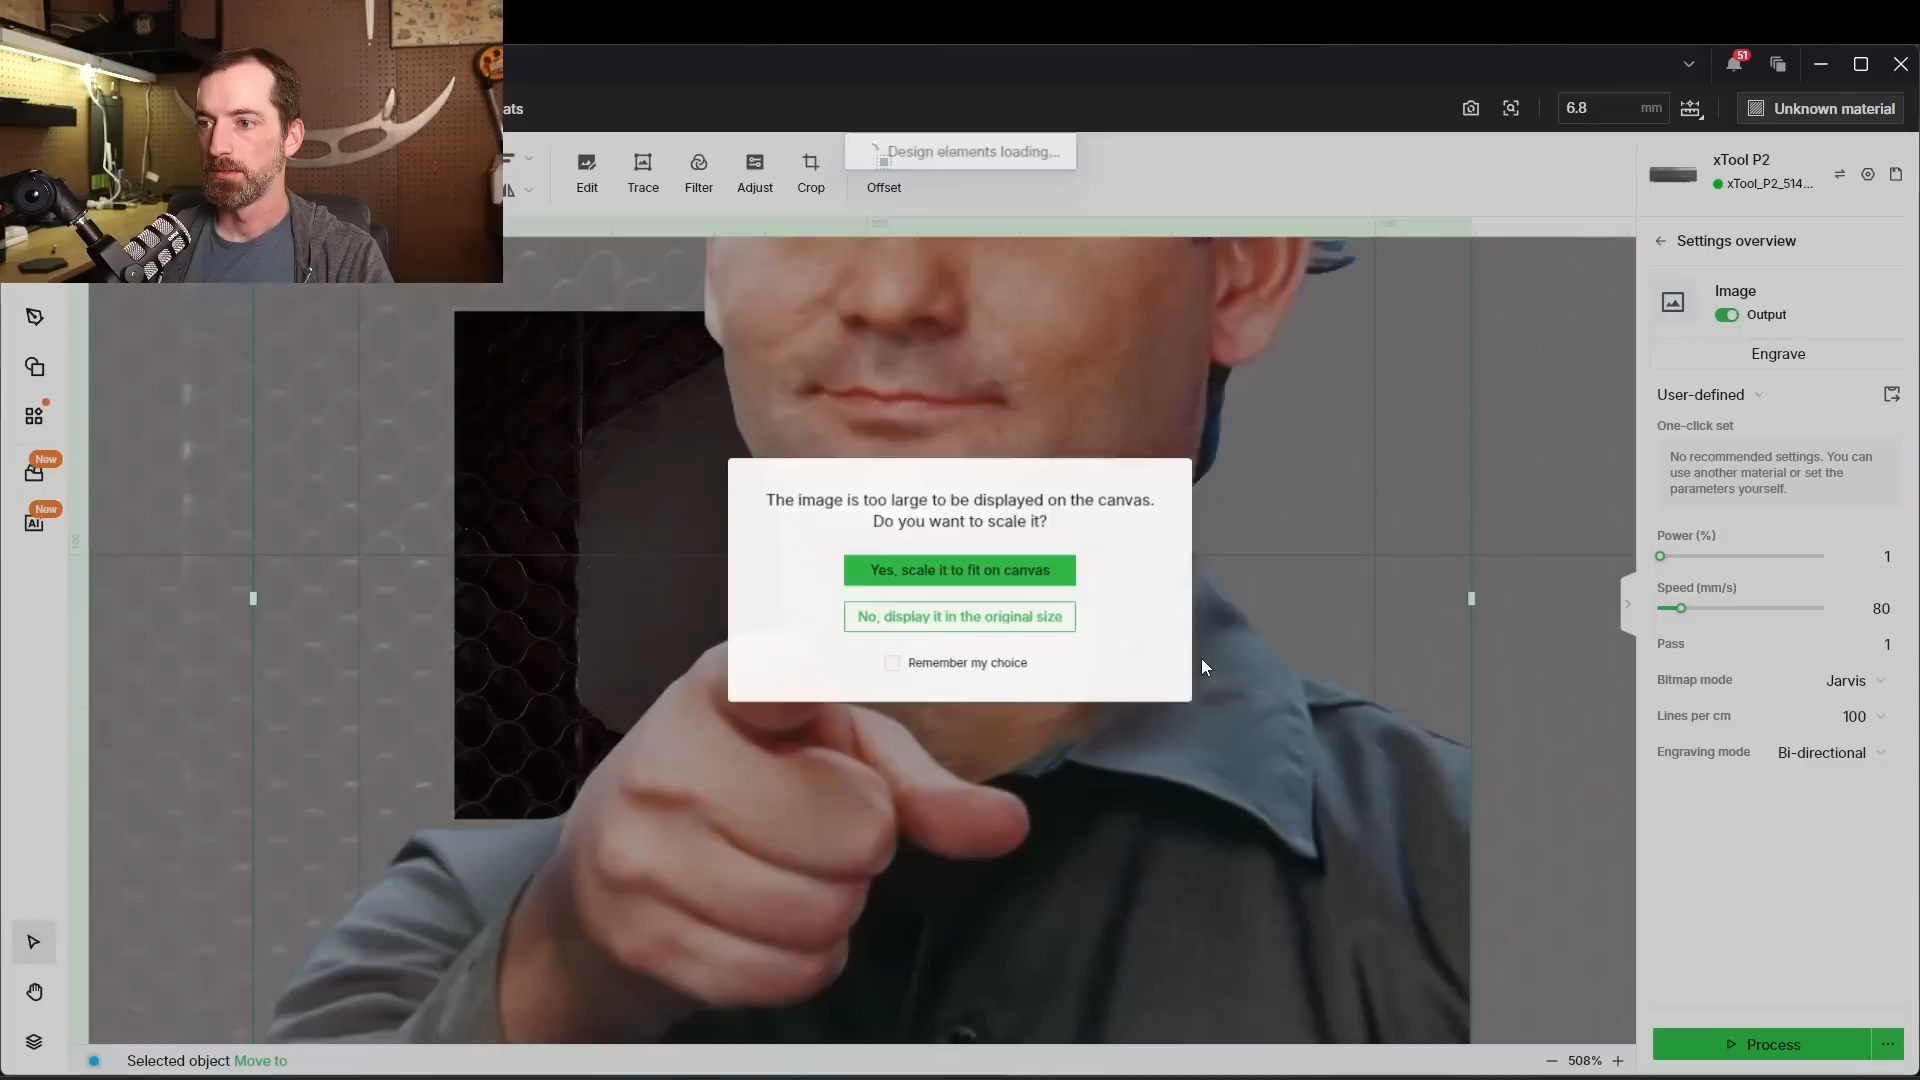 51
ats
6.8 mm
Unknown material
Design elements loading...
Edit
Trace
Filter
Adjust
Crop
Offset
xTool P2
xTool_P2_514...
Settings overview
Image
Output
Engrave
User-defined
One-click set
No recommended settings. You can
use another material or set the
parameters yourself.
Power (%)
1
Speed (mm/s)
80
Pass 1
Bitmap mode Jarvis
Lines per cm 100
Engraving mode Bi-directional
New
New
AI
100
The image is too large to be displayed on the canvas.
Do you want to scale it?
Yes, scale it to fit on canvas
No, display it in the original size
Remember my choice
Selected object Move to
508%
Process